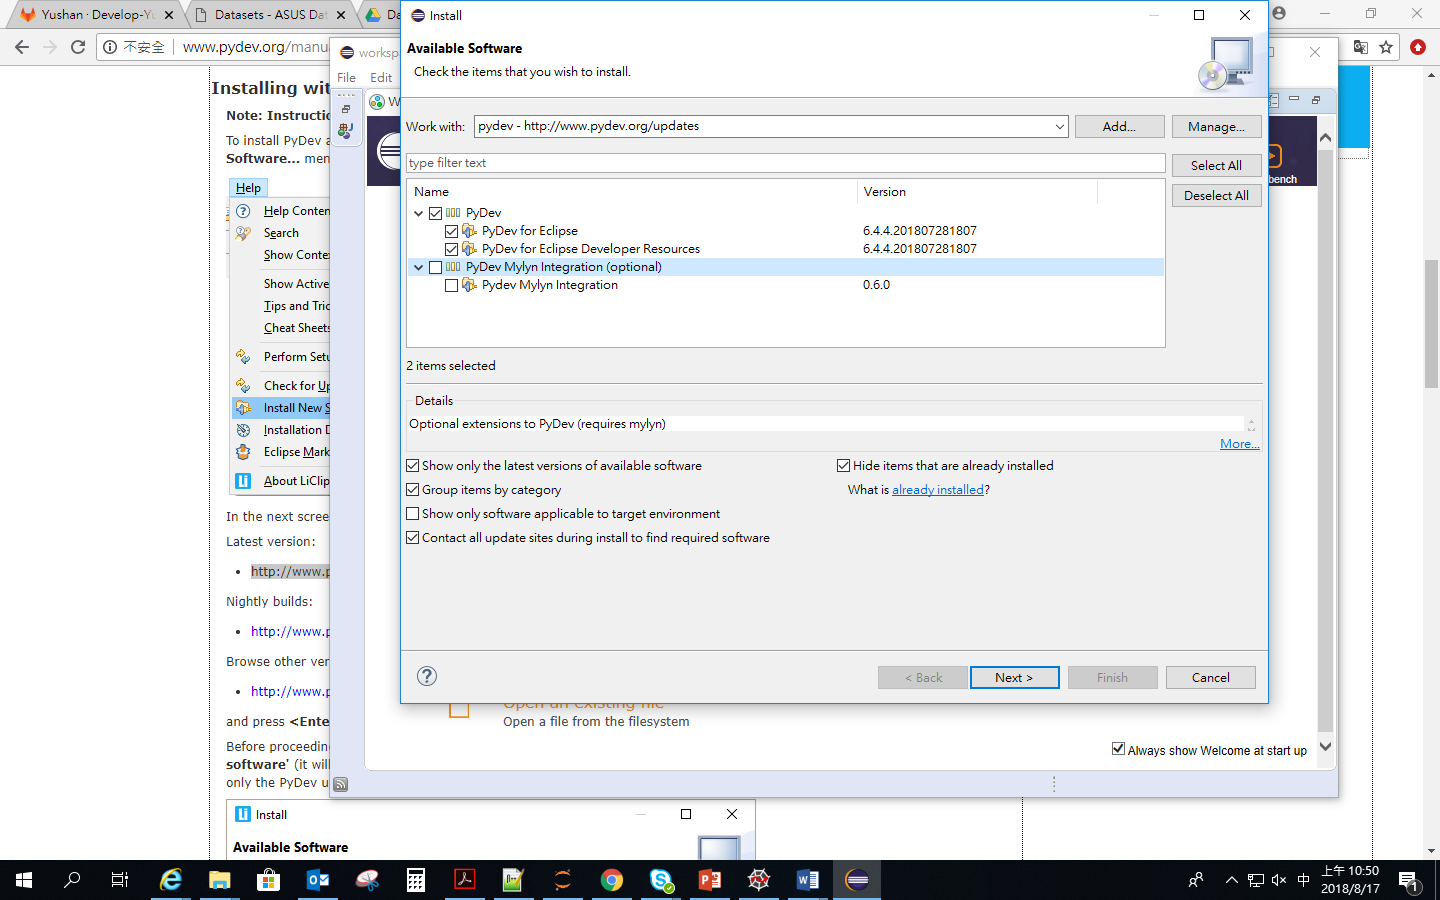 Yushan · Develop-Yu
Datasets - ASUS Dat
Da
不安全
www.pydev.org/manu
Installing wit
Note: Instructio
To install PyDev a
Software... men
Help
Help Conten
Search
Show Conte
Show Active
Tips and Tric
Cheat Sheets
Perform Setu
Check for Up
Install New S
Installation D
Eclipse Mark
About LiClip
In the next scree
Latest version:
http://www.p
Nightly builds:
http://www.p
Browse other ver
http://www.p
and press <Ente
Before proceedin
software' (it will
only the PyDev u
Install
Available Software
workspa
File Edit
W
bench
Open an existing file
Open a file from the filesystem
Always show Welcome at start up
Install
Available Software
Check the items that you wish to install.
Work with: pydev - http://www.pydev.org/updates Add... Manage...
type filter text Select All
Deselect All
Name Version
PyDev
PyDev for Eclipse 6.4.4.201807281807
PyDev for Eclipse Developer Resources 6.4.4.201807281807
PyDev Mylyn Integration (optional)
Pydev Mylyn Integration 0.6.0
2 items selected
Details
Optional extensions to PyDev (requires mylyn)
More...
Show only the latest versions of available software Hide items that are already installed
Group items by category What is already installed?
Show only software applicable to target environment
Contact all update sites during install to find required software
< Back Next > Finish Cancel
中
上午 10:50
2018/8/17
1